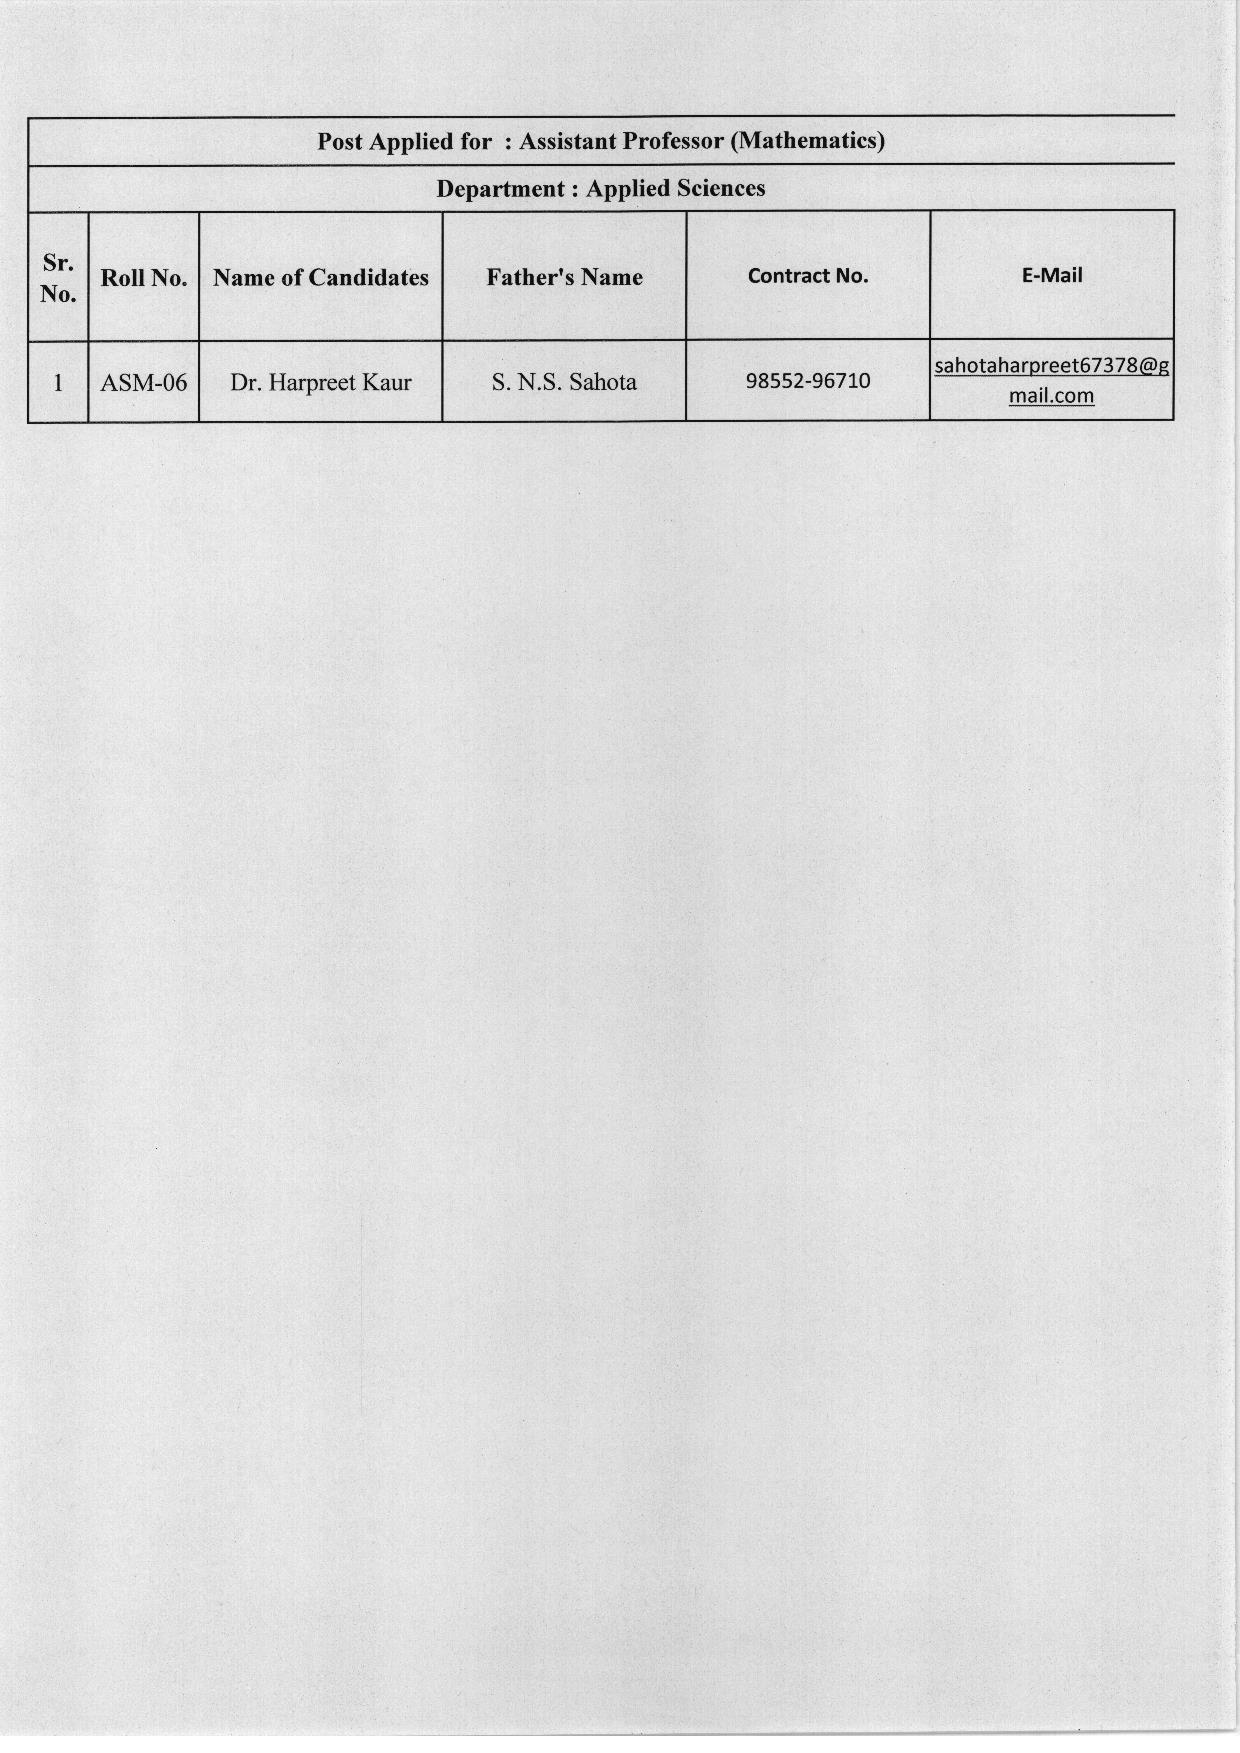 Post Applied for : Assistant Professor (Mathematics)
Department : Applied Sciences
Sr. No. Roll No. Name of Candidates Father's Name Contract No. E-Mail
1 ASM-06 Dr. Harpreet Kaur S. N.S. Sahota 98552-96710 sahotaharpreet67378@g
mail.com